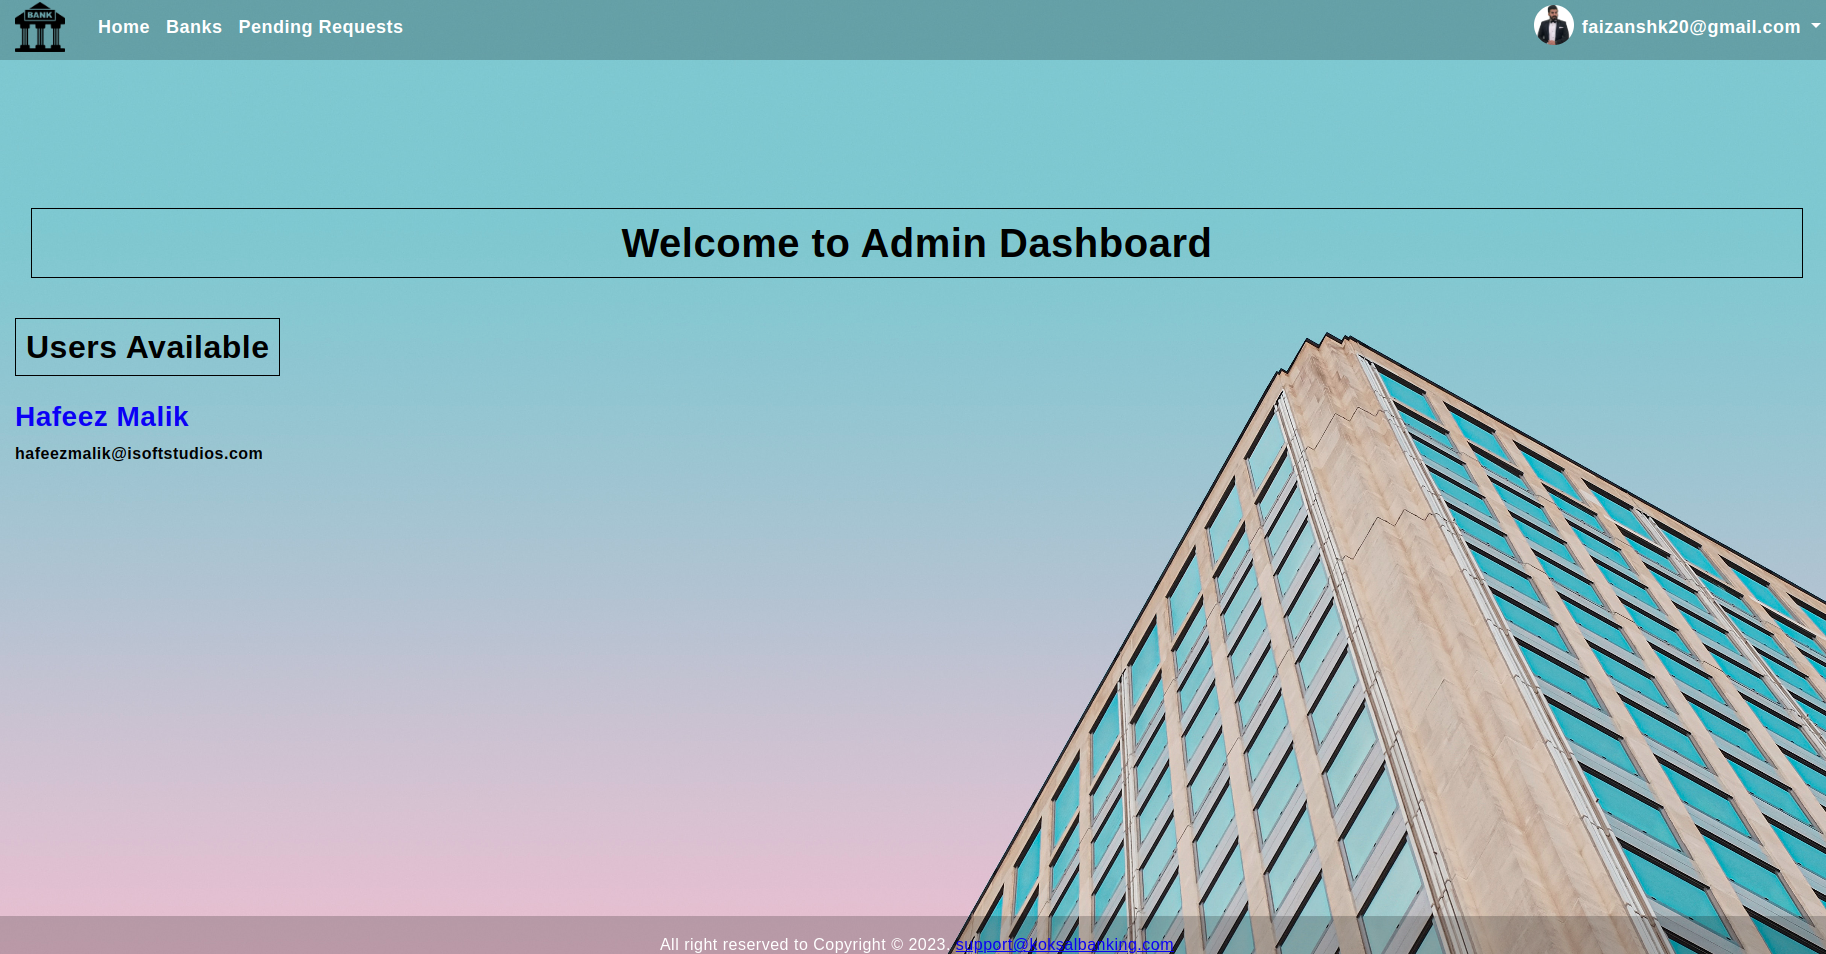 BANK
Home Banks Pending Requests
faizanshk20@gmail.com
Welcome to Admin Dashboard
Users Available
Hafeez Malik
hafeezmalik@isoftstudios.com
All right reserved to Copyright © 2023. support@koksalbanking.com